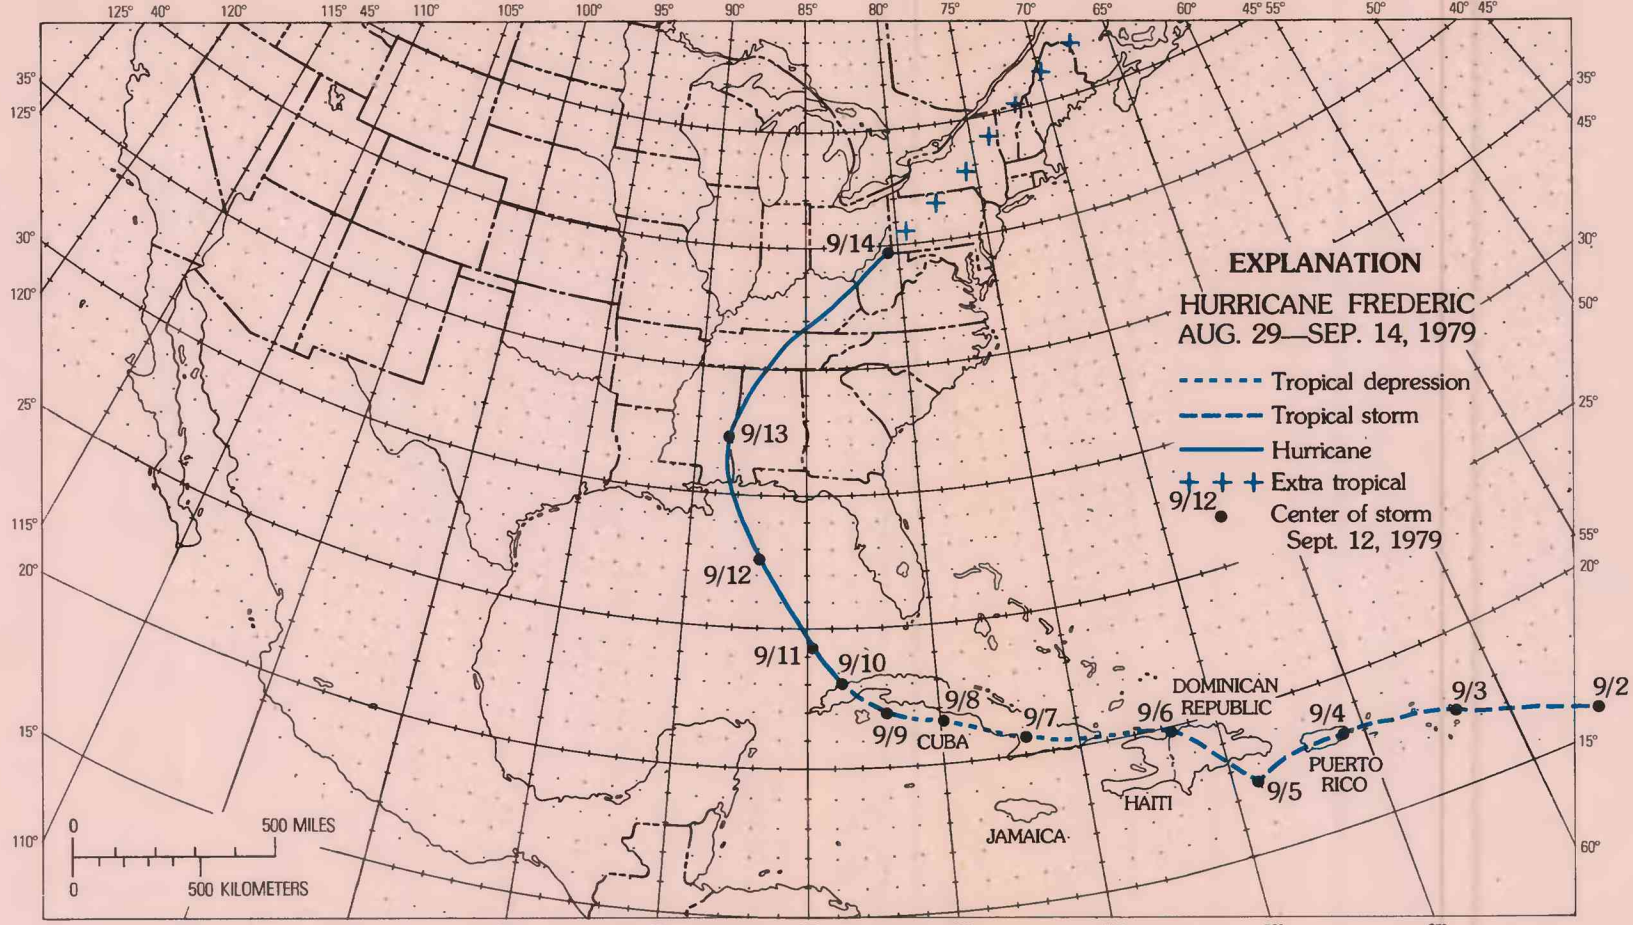 125° 40° 120° 115° 45° 110° 105° 100° 95° 90° 85° 80° 75° 70° 65° 60° 45° 55° 50° 40° 45°
35° 35°
125° 45°
30° 30°
120° 50°
25° 25°
115° 55°
20° 20°
15° 15°
110° 60°
9/14
EXPLANATION
HURRICANE FREDERIC
AUG. 29—SEP. 14, 1979
Tropical depression
Tropical storm
Hurricane
Extra tropical
9/12
Center of storm
Sept. 12, 1979
9/13
9/12
9/11
9/10
9/9
9/8
CUBA
9/7
9/6
DOMINICAN
REPUBLIC
9/5
9/4
PUERTO
RICO
9/3
9/2
HAITI
JAMAICA
0 500 MILES
0 500 KILOMETERS